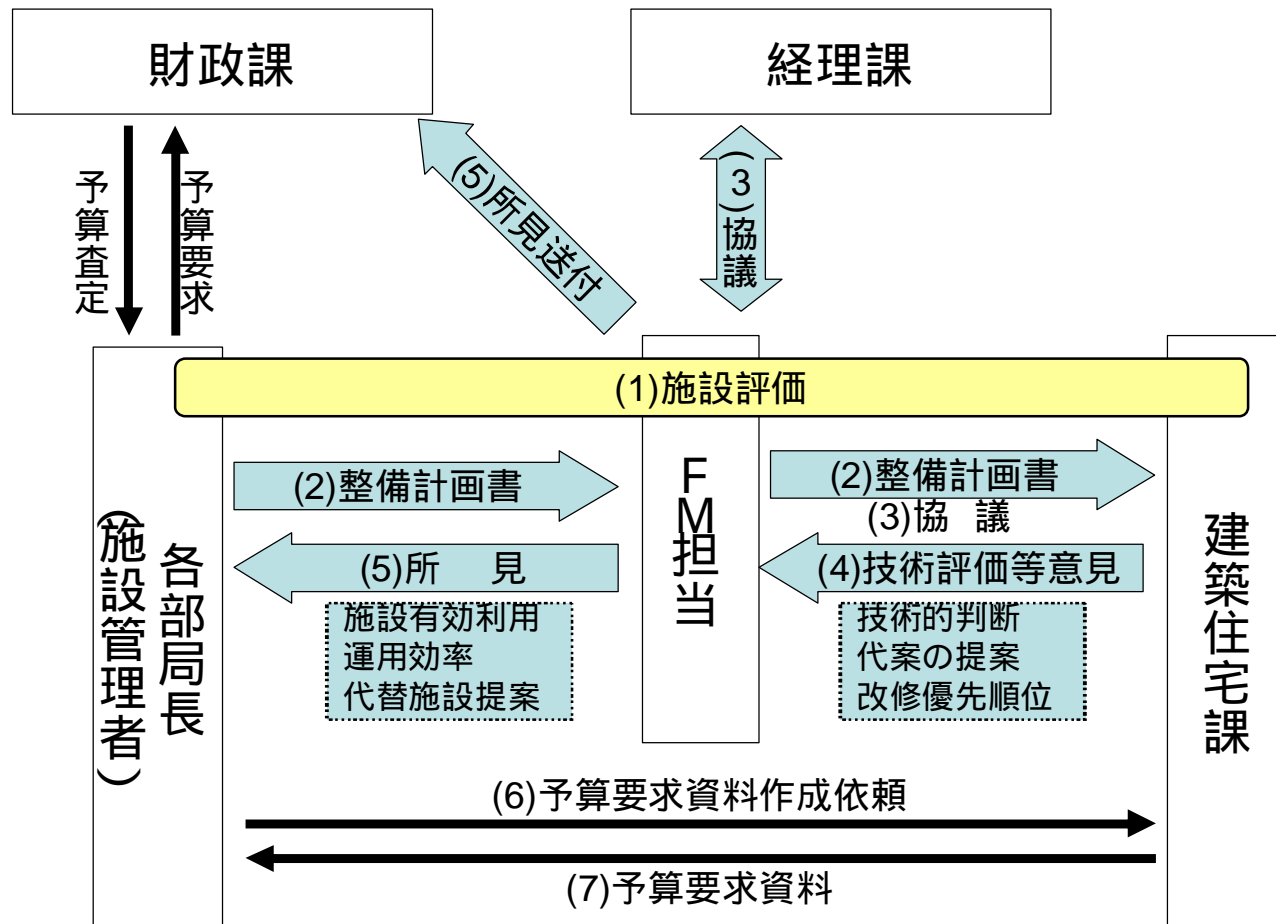 財政課
経理課
予算査定
予算要求
(5)所見送付
(3)協議
(1)施設評価
各部局長
(施設管理者)
FM担当
建築住宅課
(2)整備計画書
(2)整備計画書
(3)協 議
(5)所 見
(4)技術評価等意見
施設有効利用
運用効率
代替施設提案
技術的判断
代案の提案
改修優先順位
(6)予算要求資料作成依頼
(7)予算要求資料